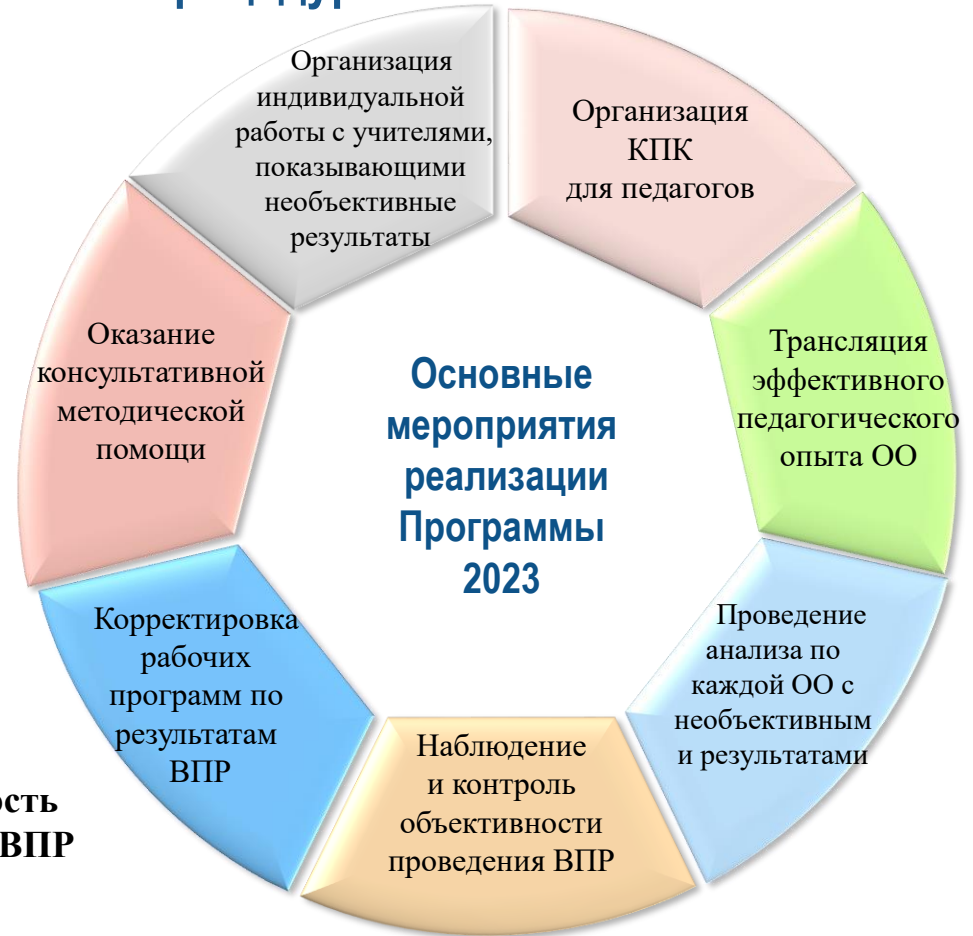 Организация
индивидуальной
работы с учителями,
показывающими
необъективные
результаты
Организация
КПК
для педагогов
Трансляция
эффективного
педагогического
опыта ОО
Проведение
анализа по
каждой ОО с
необъективным
и результатами
Наблюдение
и контроль
объективности
проведения ВПР
Корректировка
рабочих
программ по
результатам
ВПР
Оказание
консультативной
методической
помощи
Основные
мероприятия
реализации
Программы
2023
ость
ВПР